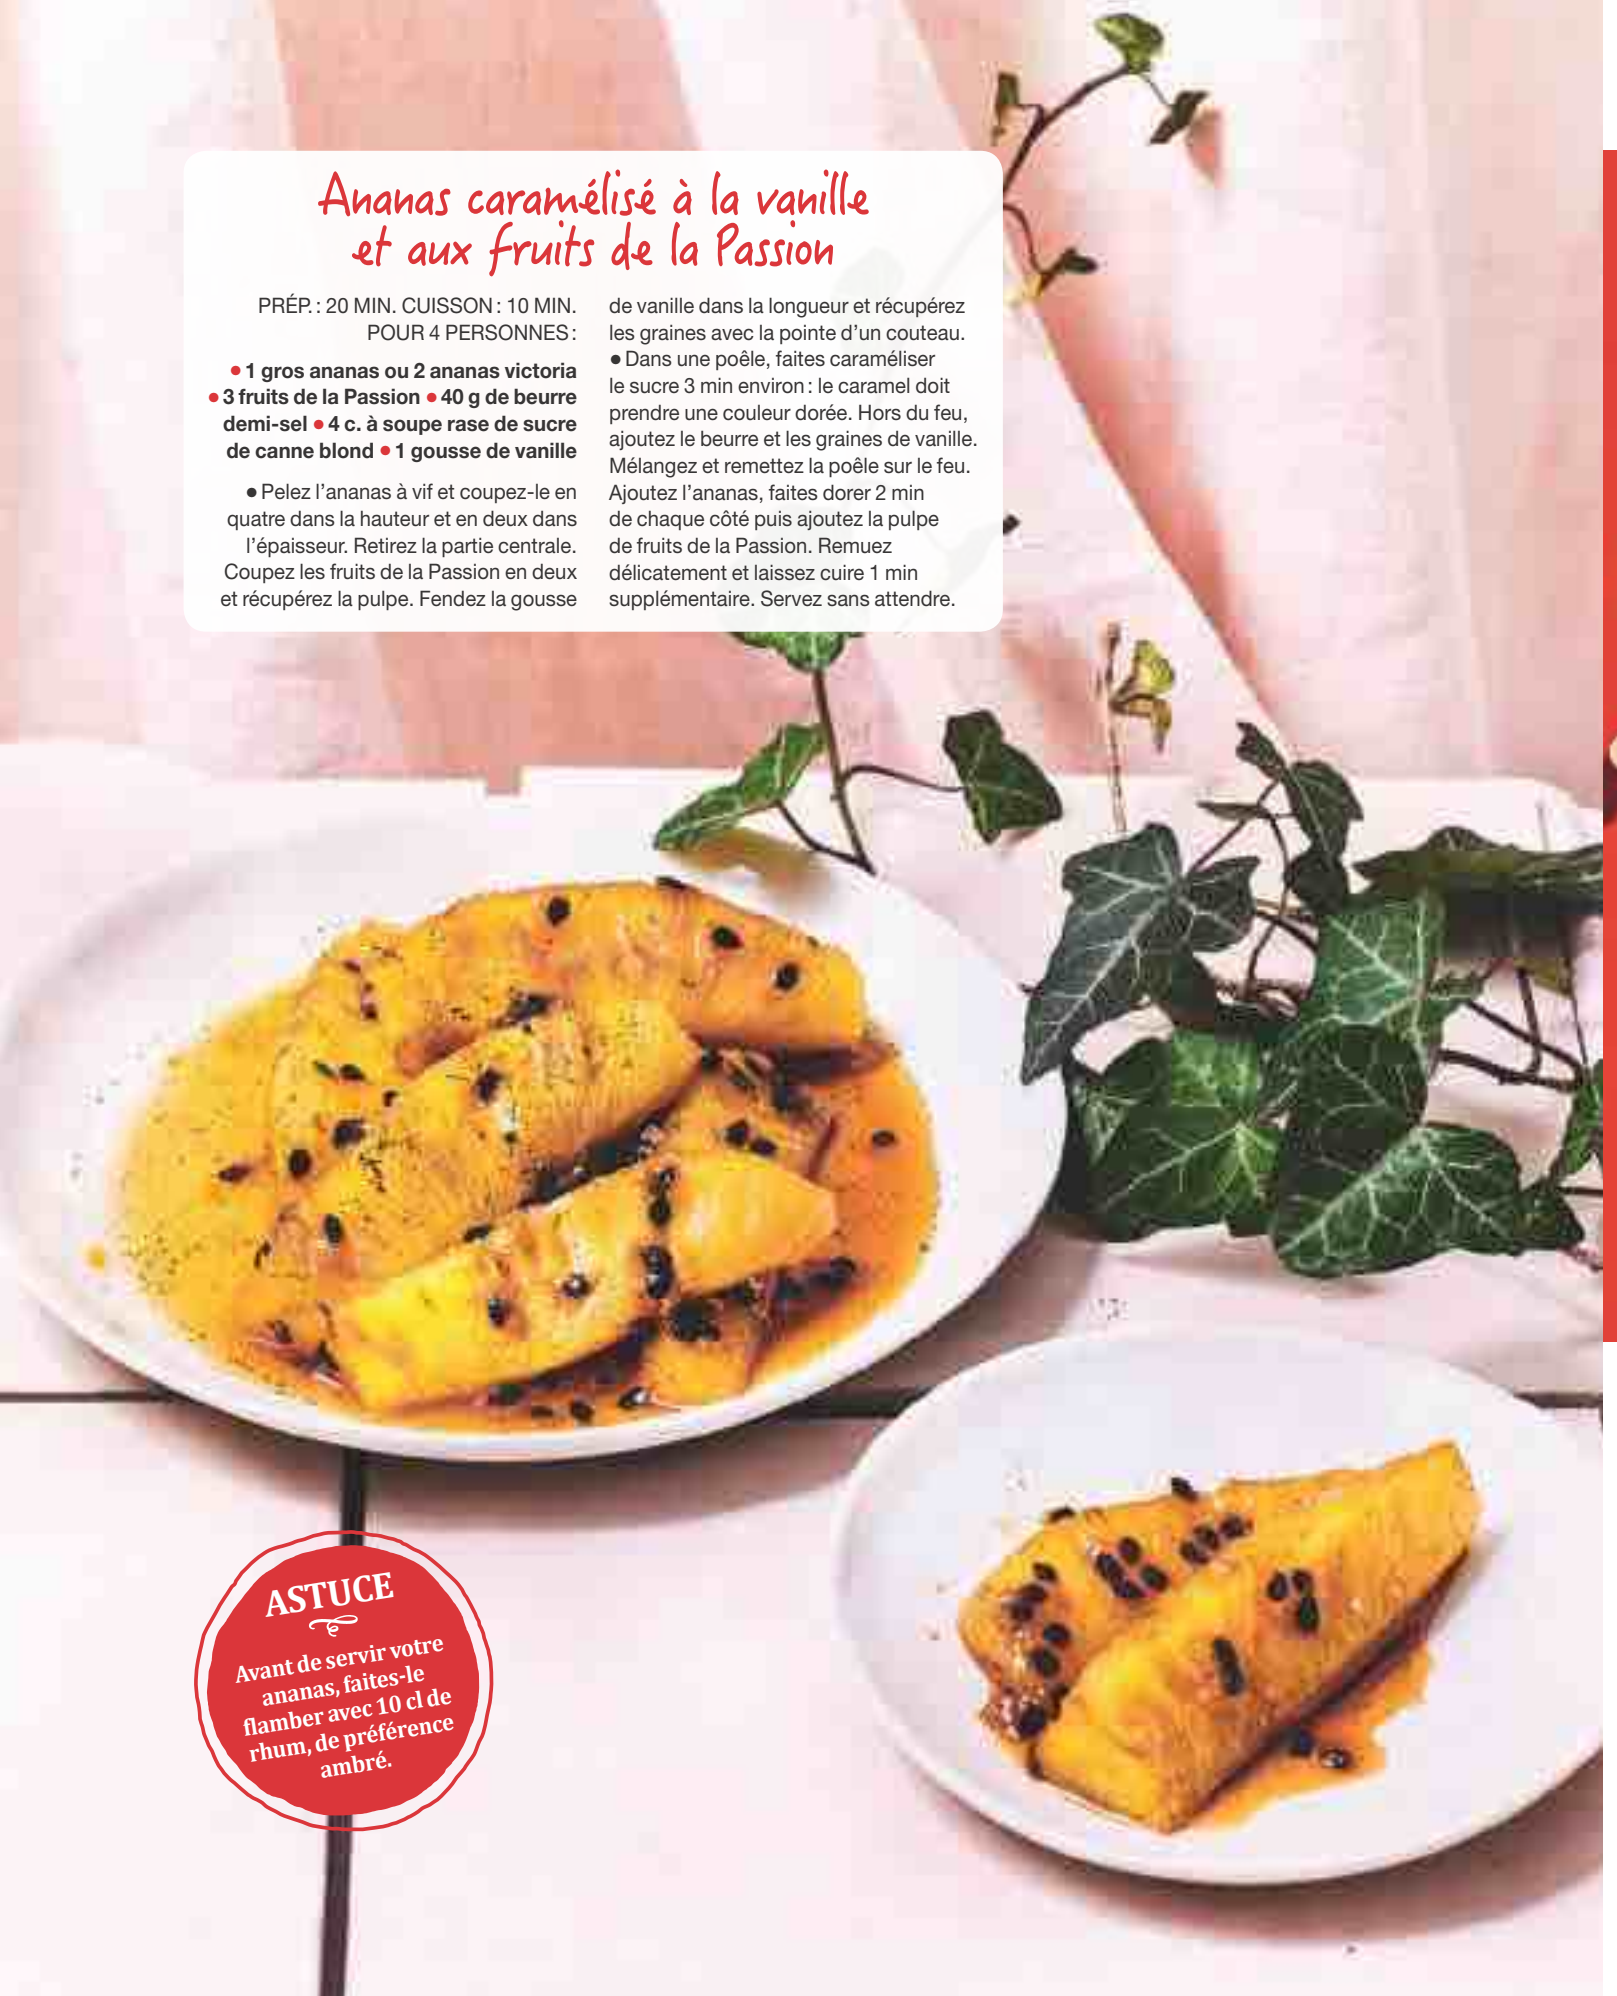 Ananas caramélisé à la vanille
et aux fruits de la Passion
PRÉP. : 20 MIN. CUISSON : 10 MIN.
POUR 4 PERSONNES :
● 1 gros ananas ou 2 ananas victoria
● 3 fruits de la Passion ● 40 g de beurre
demi-sel ● 4 c. à soupe rase de sucre
de canne blond ● 1 gousse de vanille
● Pelez l’ananas à vif et coupez-le en
quatre dans la hauteur et en deux dans
l’épaisseur. Retirez la partie centrale.
Coupez les fruits de la Passion en deux
et récupérez la pulpe. Fendez la gousse
de vanille dans la longueur et récupérez
les graines avec la pointe d’un couteau.
● Dans une poêle, faites caraméliser
le sucre 3 min environ : le caramel doit
prendre une couleur dorée. Hors du feu,
ajoutez le beurre et les graines de vanille.
Mélangez et remettez la poêle sur le feu.
Ajoutez l’ananas, faites dorer 2 min
de chaque côté puis ajoutez la pulpe
de fruits de la Passion. Remuez
délicatement et laissez cuire 1 min
supplémentaire. Servez sans attendre.
ASTUCE
Avant de servir votre
ananas, faites-le
flamber avec 10 cl de
rhum, de préférence
ambré.